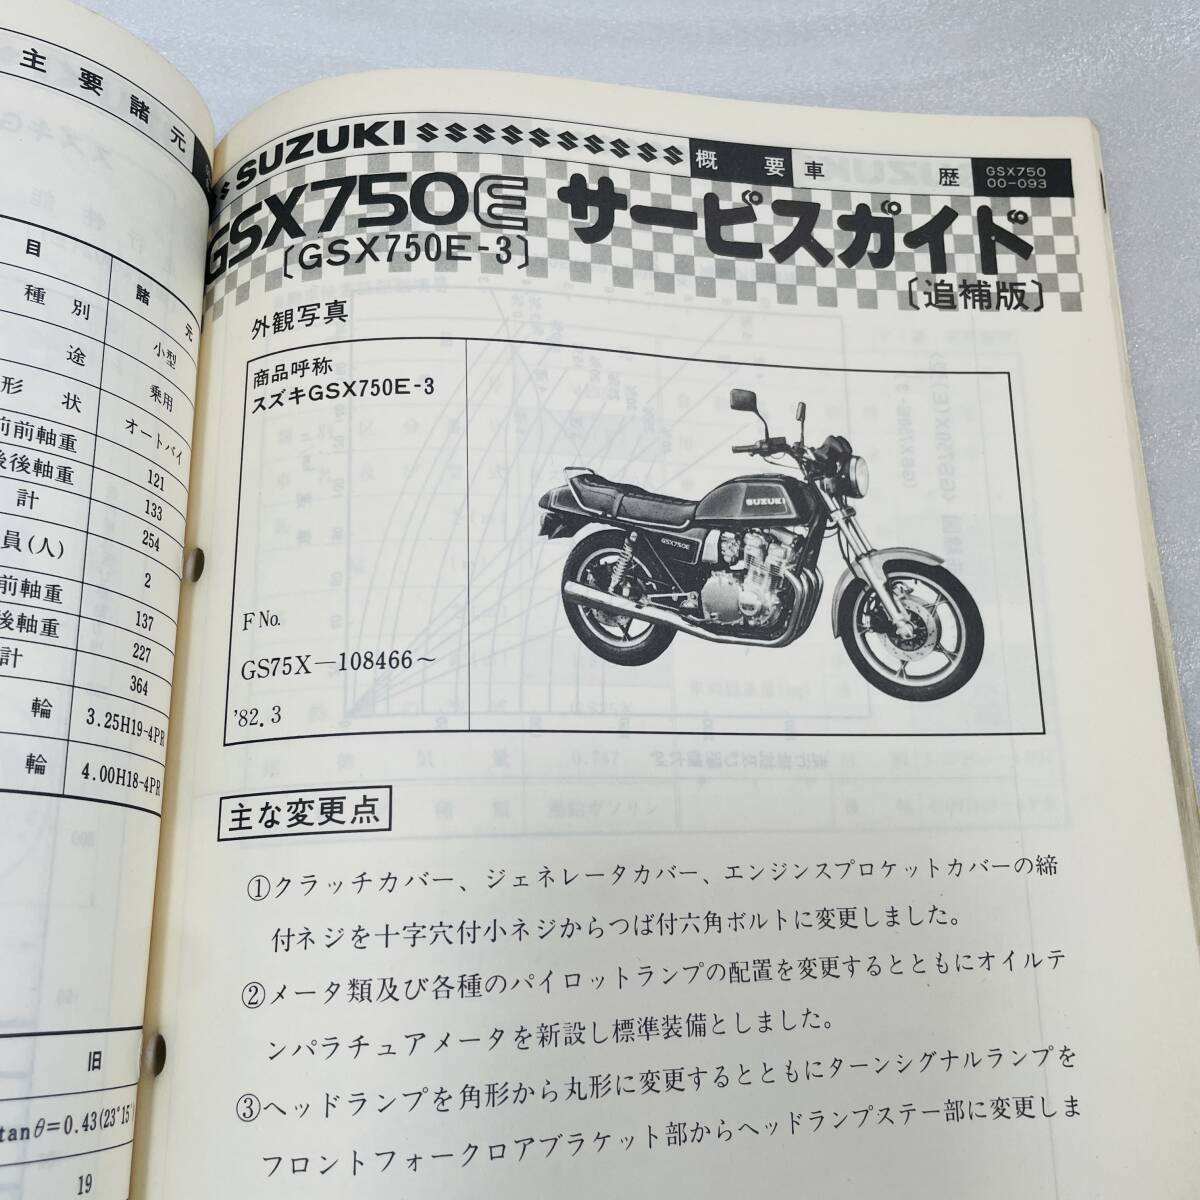 主要諸元
目 諸元
種別 小型
途 乗用
形状 オートバイ
前前軸重 121
後後軸重 133
計 254
員(人) 2
前軸重 137
後軸重 227
計 364
輪 3.25H19-4PR
輪 4.00H18-4PR
旧
tanθ=0.43(23°15′
19
SUZUKI
概要 車歴 GSX750
00-093
GSX750E サービスガイド
〔GSX750E-3〕
〔追補版〕
外観写真
商品呼称
スズキGSX750E-3
SUZUKI
GSX750E
F No.
GS75X—108466～
'82.3
主な変更点
①クラッチカバー、ジェネレータカバー、エンジンスプロケットカバーの締
付ネジを十字穴付小ネジからつば付六角ボルトに変更しました。
②メータ類及び各種のパイロットランプの配置を変更するとともにオイルテ
ンパラチュアメータを新設し標準装備としました。
③ヘッドランプを角形から丸形に変更するとともにターンシグナルランプを
フロントフォークロアブラケット部からヘッドランプステー部に変更しま